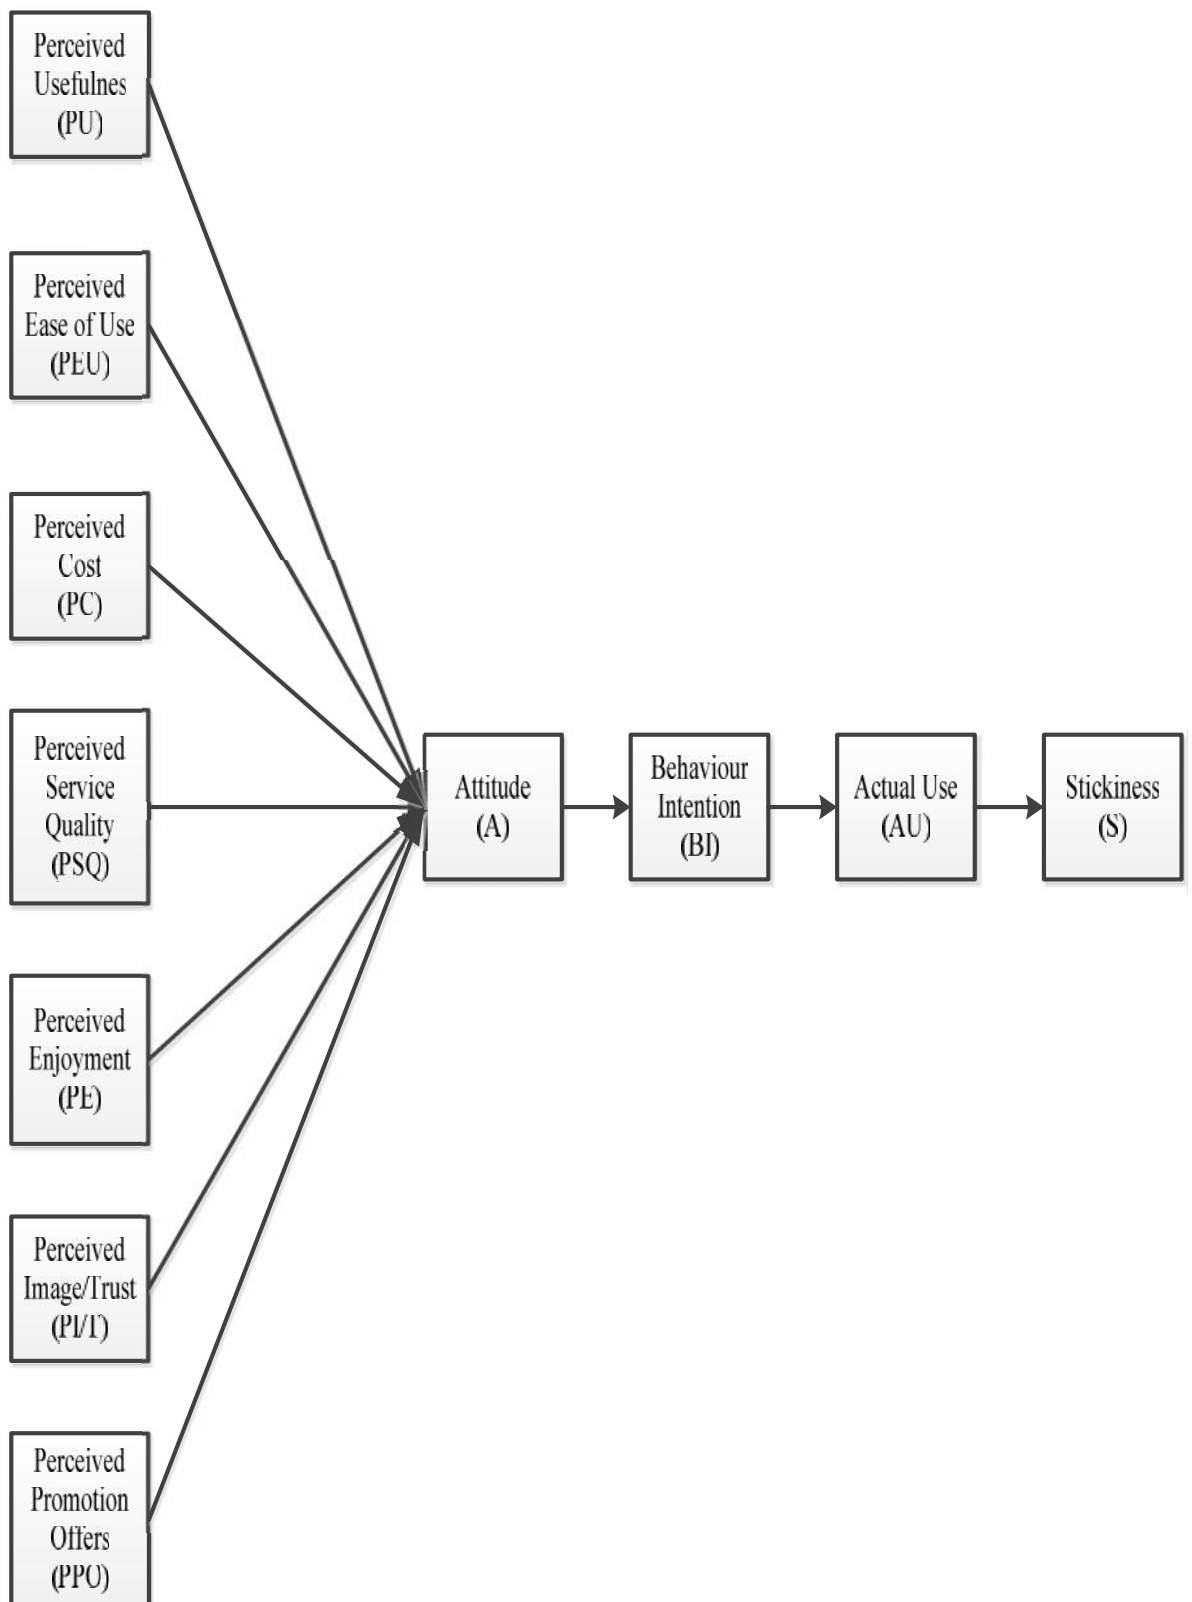 Perceived
Usefulnes
(PU)
Perceived
Ease of Use
(PEU)
Perceived
Cost
(PC)
Perceived
Service
Quality
(PSQ)
Attitude
(A)
Behaviour
Intention
(BI)
Actual Use
(AU)
Stickiness
(S)
Perceived
Enjoyment
(PE)
Perceived
Image/Trust
(PI/T)
Perceived
Promotion
Offers
(PPO)